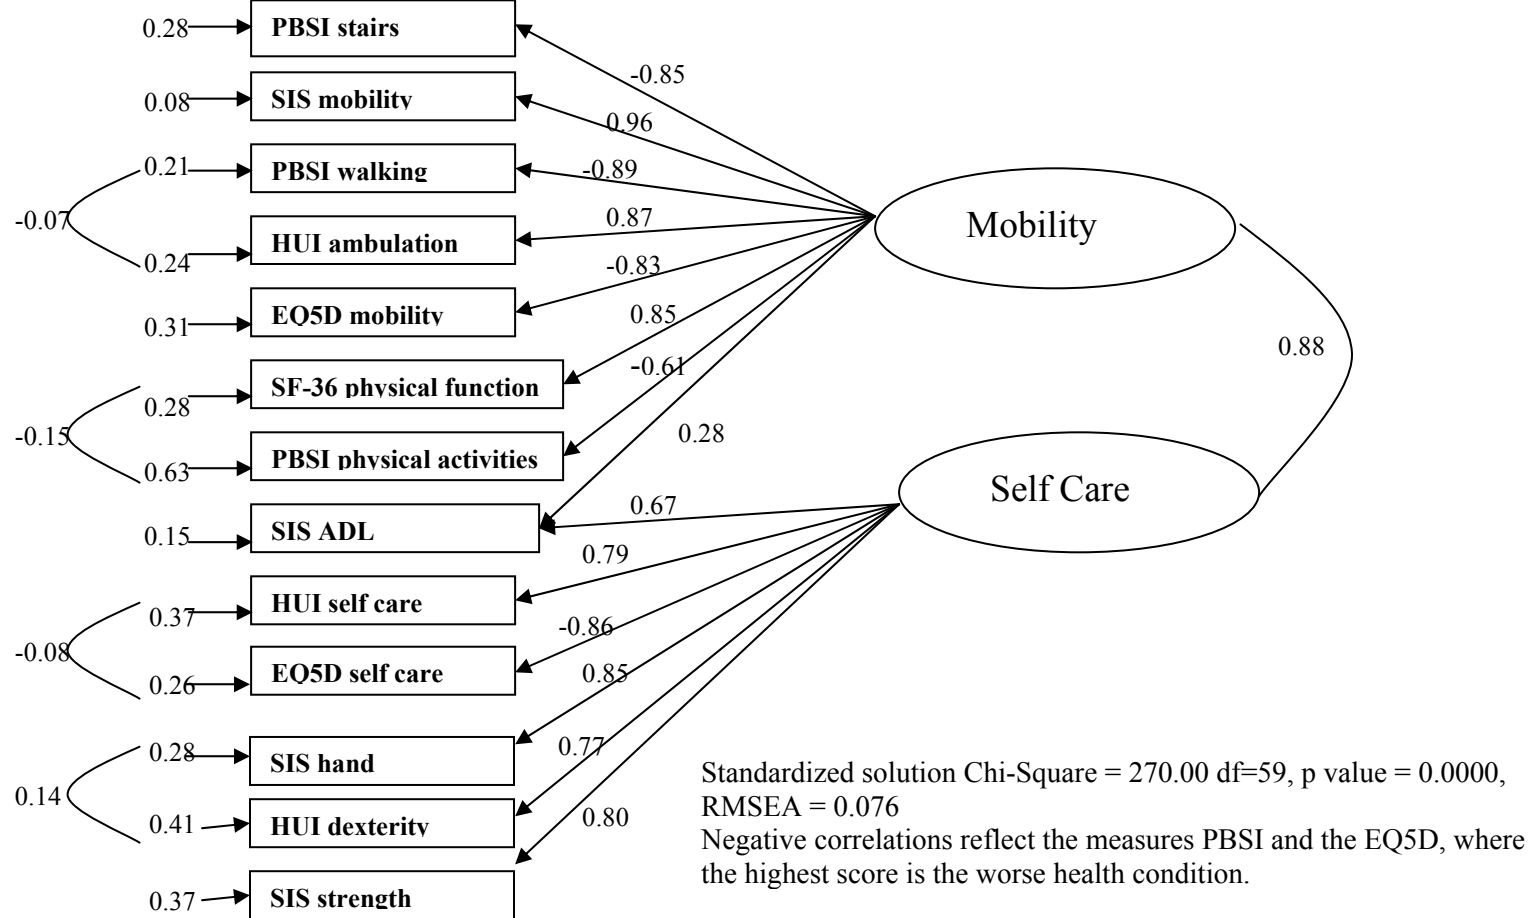 0.28
PBSI stairs
-0.85
SIS mobility
0.08
0.96
0.21
PBSI walking
-0.89
-0.07
0.87
Mobility
HUI ambulation
0.24
-0.83
0.31
EQ5D mobility
0.85
0.88
-0.61
SF-36 physical function
0.28
-0.15
0.28
PBSI physical activities
0.63
0.67
Self Care
0.15
SIS ADL
0.79
0.37
HUI self care
-0.86
-0.08
0.26
EQ5D self care
0.85
0.28
SIS hand
0.77
0.14
0.41
HUI dexterity
0.80
0.37
SIS strength
Standardized solution Chi-Square = 270.00 df=59, p value = 0.0000,
RMSEA = 0.076
Negative correlations reflect the measures PBSI and the EQ5D, where
the highest score is the worse health condition.